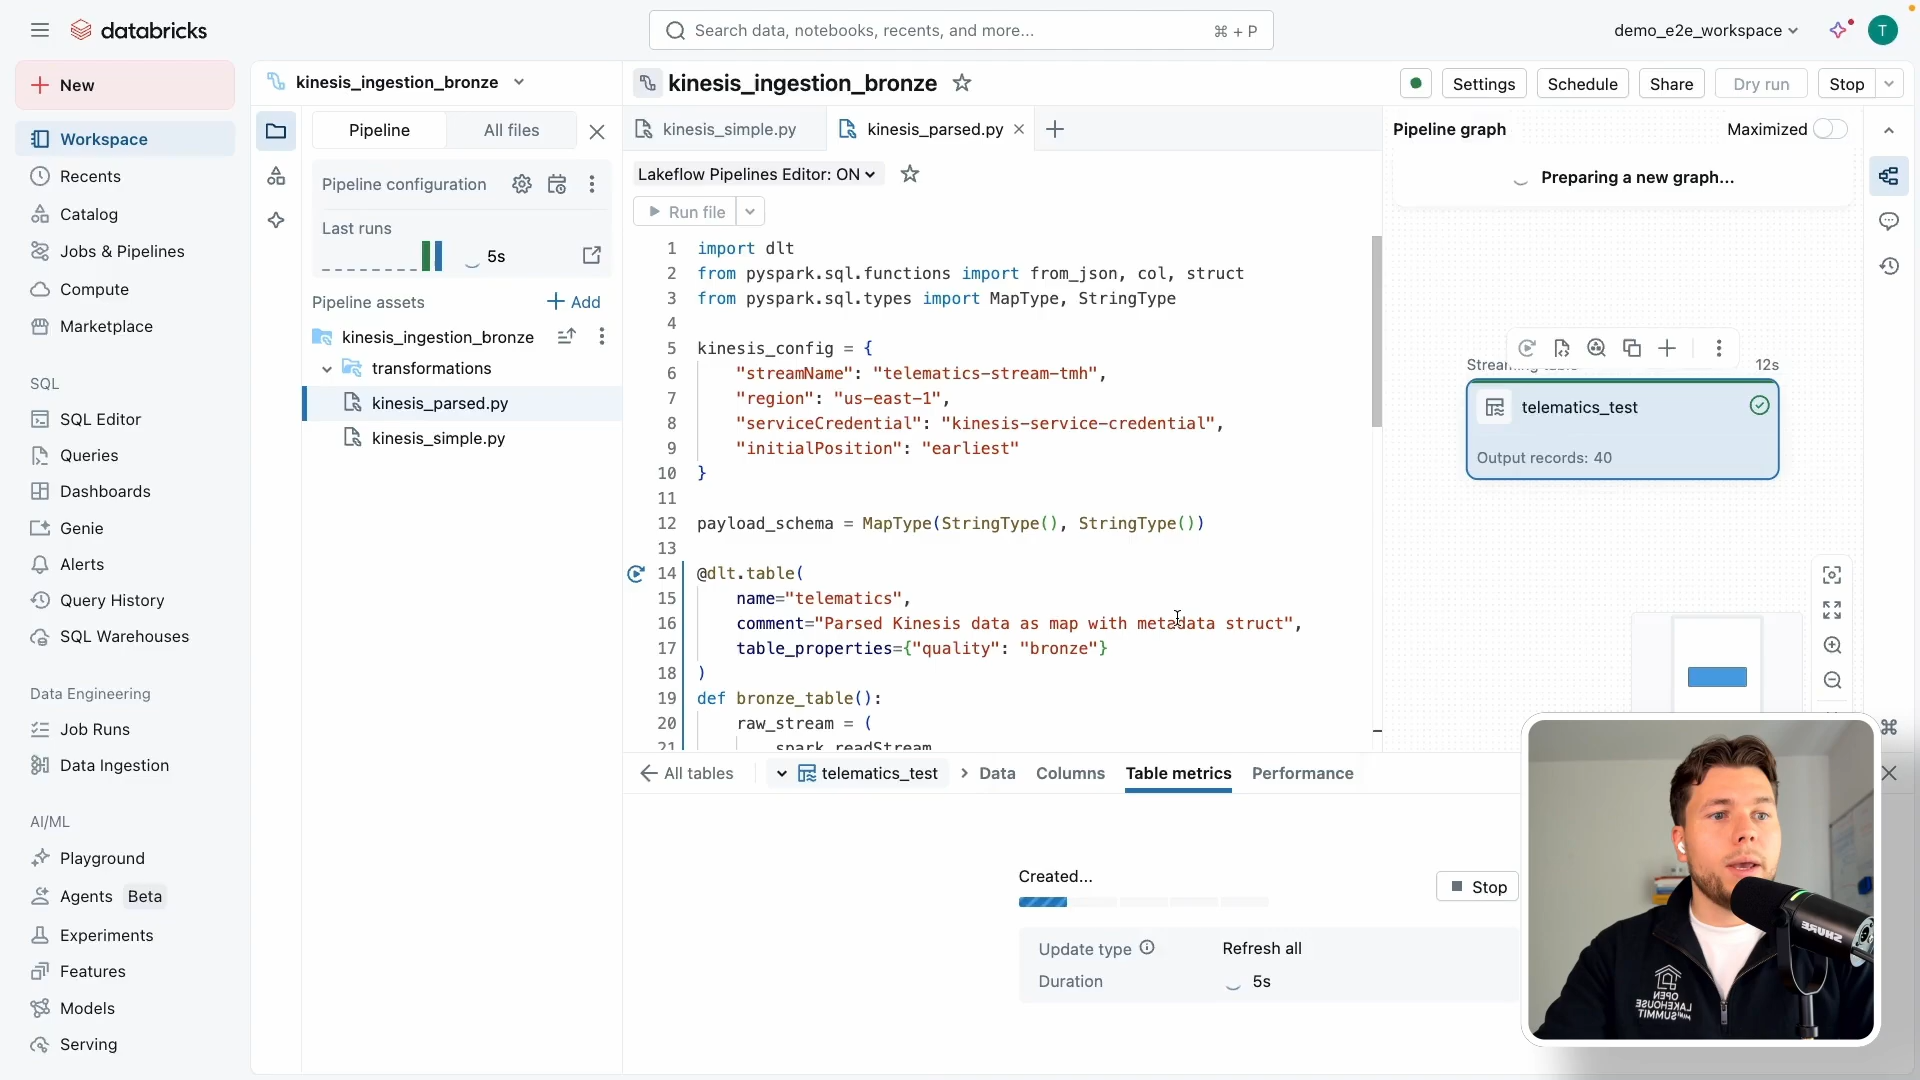 databricks
Search data, notebooks, recents, and more...
⌘ + P
demo_e2e_workspace
T
New
Workspace
Recents
Catalog
Jobs & Pipelines
Compute
Marketplace
SQL
SQL Editor
Queries
Dashboards
Genie
Alerts
Query History
SQL Warehouses
Data Engineering
Job Runs
Data Ingestion
AI/ML
Playground
Agents Beta
Experiments
Features
Models
Serving
kinesis_ingestion_bronze
Pipeline All files
Pipeline configuration
Last runs
5s
Pipeline assets
Add
kinesis_ingestion_bronze
transformations
kinesis_parsed.py
kinesis_simple.py
kinesis_ingestion_bronze
Settings Schedule Share Dry run Stop
kinesis_simple.py kinesis_parsed.py
Lakeflow Pipelines Editor: ON
Run file
1 import dlt
2 from pyspark.sql.functions import from_json, col, struct
3 from pyspark.sql.types import MapType, StringType
4
5 kinesis_config = {
6 "streamName": "telematics-stream-tmh",
7 "region": "us-east-1",
8 "serviceCredential": "kinesis-service-credential",
9 "initialPosition": "earliest"
10 }
11
12 payload_schema = MapType(StringType(), StringType())
13
14 @dlt.table(
15 name="telematics",
16 comment="Parsed Kinesis data as map with metadata struct",
17 table_properties={"quality": "bronze"}
18 )
19 def bronze_table():
20 raw_stream = (
21 spark.readStream
Pipeline graph
Maximized
Preparing a new graph...
12s
telematics_test
Output records: 40
All tables telematics_test Data Columns Table metrics Performance
Created...
Stop
Update type Refresh all
Duration 5s
SHURE
OPEN
LAKEHOUSE
SUMMIT